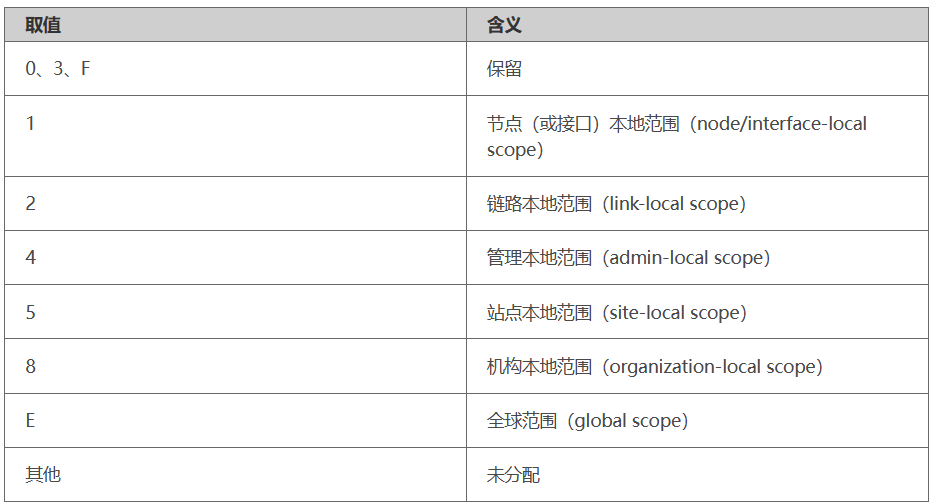 取值
含义
0、3、F
保留
1
节点（或接口）本地范围（node/interface-local
scope）
2
链路本地范围（link-local scope）
4
管理本地范围（admin-local scope）
5
站点本地范围（site-local scope）
8
机构本地范围（organization-local scope）
E
全球范围（global scope）
其他
未分配